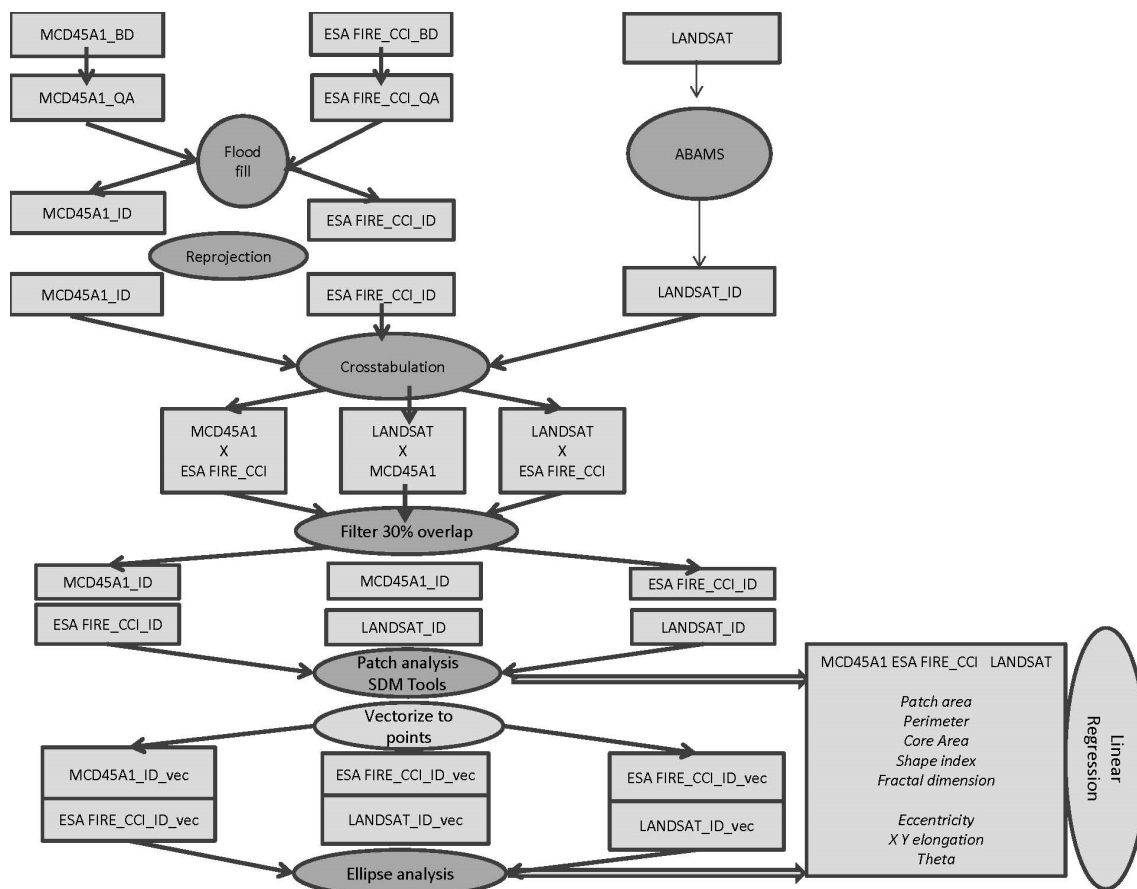 MCD45A1_BD
ESA FIRE_CCI_BD
LANDSAT
MCD45A1_QA
ESA FIRE_CCI_QA
Flood
fill
ABAMS
MCD45A1_ID
ESA FIRE_CCI_ID
Reprojection
MCD45A1_ID
ESA FIRE_CCI_ID
LANDSAT_ID
Crosstabulation
MCD45A1
X
ESA FIRE_CCI
LANDSAT
X
MCD45A1
LANDSAT
X
ESA FIRE_CCI
Filter 30% overlap
MCD45A1_ID
MCD45A1_ID
ESA FIRE_CCI_ID
ESA FIRE_CCI_ID
LANDSAT_ID
LANDSAT_ID
Patch analysis
SDM Tools
Vectorize to
points
MCD45A1_ID_vec
ESA FIRE_CCI_ID_vec
ESA FIRE_CCI_ID_vec
ESA FIRE_CCI_ID_vec
LANDSAT_ID_vec
LANDSAT_ID_vec
Ellipse analysis
MCD45A1 ESA FIRE_CCI LANDSAT
Patch area
Perimeter
Core Area
Shape index
Fractal dimension
Eccentricity
X Y elongation
Theta
Linear
Regression